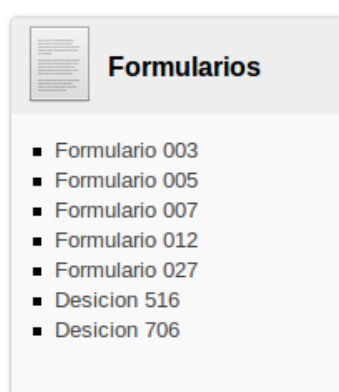 Formularios
Formulario 003
Formulario 005
Formulario 007
Formulario 012
Formulario 027
Desicion 516
Desicion 706